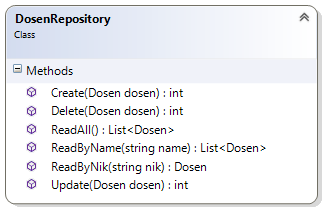 DosenRepository
Class
Methods
Create(Dosen dosen) : int
Delete(Dosen dosen) : int
ReadAll() : List<Dosen>
ReadByName(string name) : List<Dosen>
ReadByNik(string nik) : Dosen
Update(Dosen dosen) : int